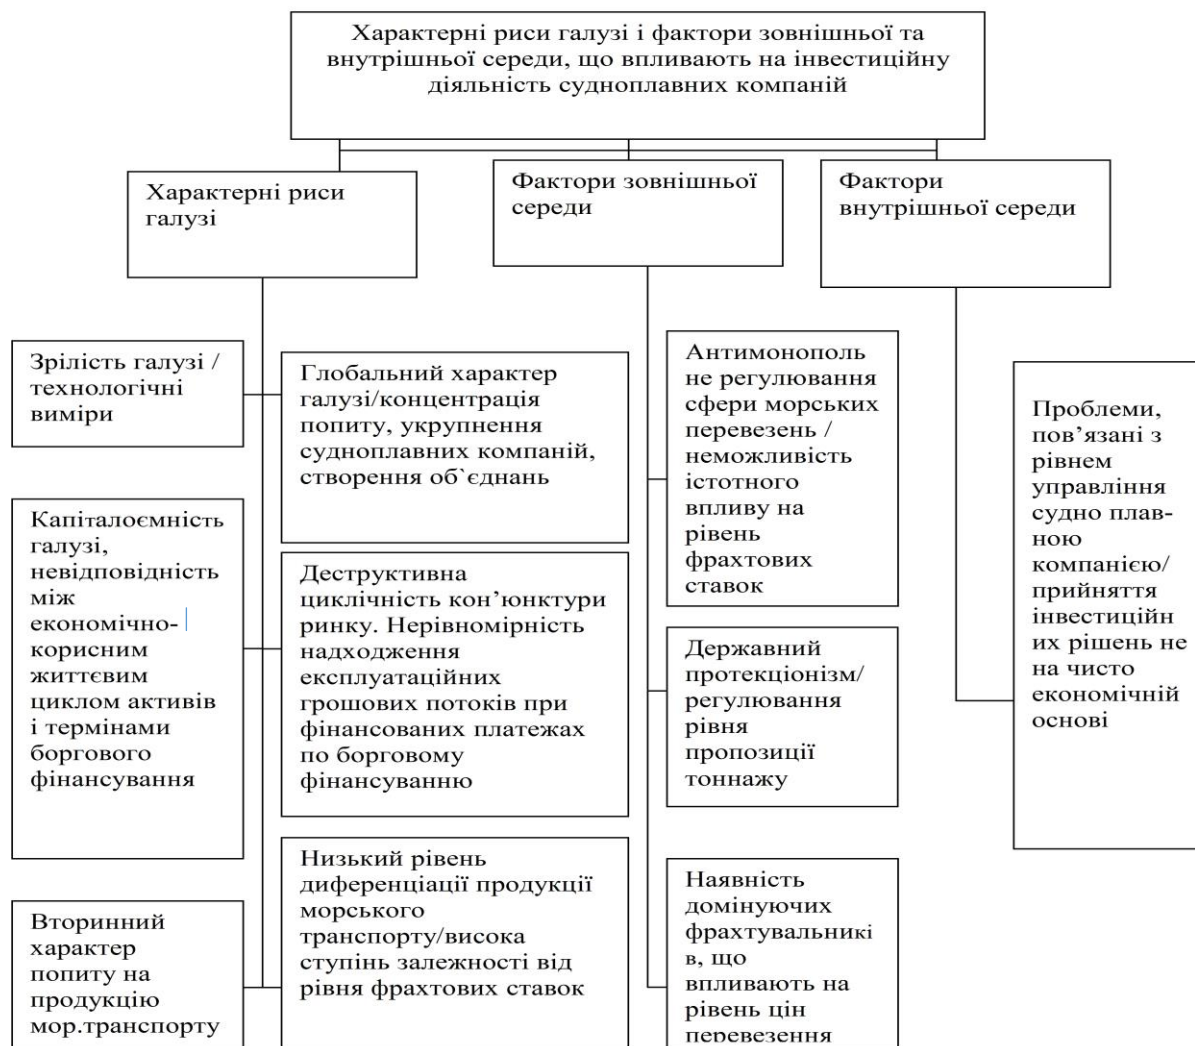 Характерні риси галузі і фактори зовнішньої та
внутрішньої середи, що впливають на інвестиційну
діяльність судноплавних компаній
Характерні риси
галузі
Фактори зовнішньої
середи
Фактори
внутрішньої середи
Зрілість галузі /
технологічні
виміри
Глобальний характер
галузі/концентрація
попиту, укрупнення
судноплавних компаній,
створення об`єднань
Антимонополь
не регулювання
сфери морських
перевезень /
неможливість
істотного
впливу на
рівень
фрахтових
ставок
Проблеми,
пов’язані з
рівнем
управління
судно плав-
ною
компанією/
прийняття
інвестиційн
их рішень не
на чисто
економічній
основі
Капіталоємність
галузі,
невідповідність
між
економічно-
корисним
життєвим
циклом активів
і термінами
боргового
фінансування
Деструктивна
циклічність кон’юнктури
ринку. Нерівномірність
надходження
експлуатаційних
грошових потоків при
фінансованих платежах
по борговому
фінансуванню
Державний
протекціонізм/
регулювання
рівня
пропозиції
тоннажу
Вторинний
характер
попиту на
продукцію
мор.транспорту
Низький рівень
диференціації продукції
морського
транспорту/висока
ступінь залежності від
рівня фрахтових ставок
Наявність
домінуючих
фрахтувальникі
в, що
впливають на
рівень цін
перевезення